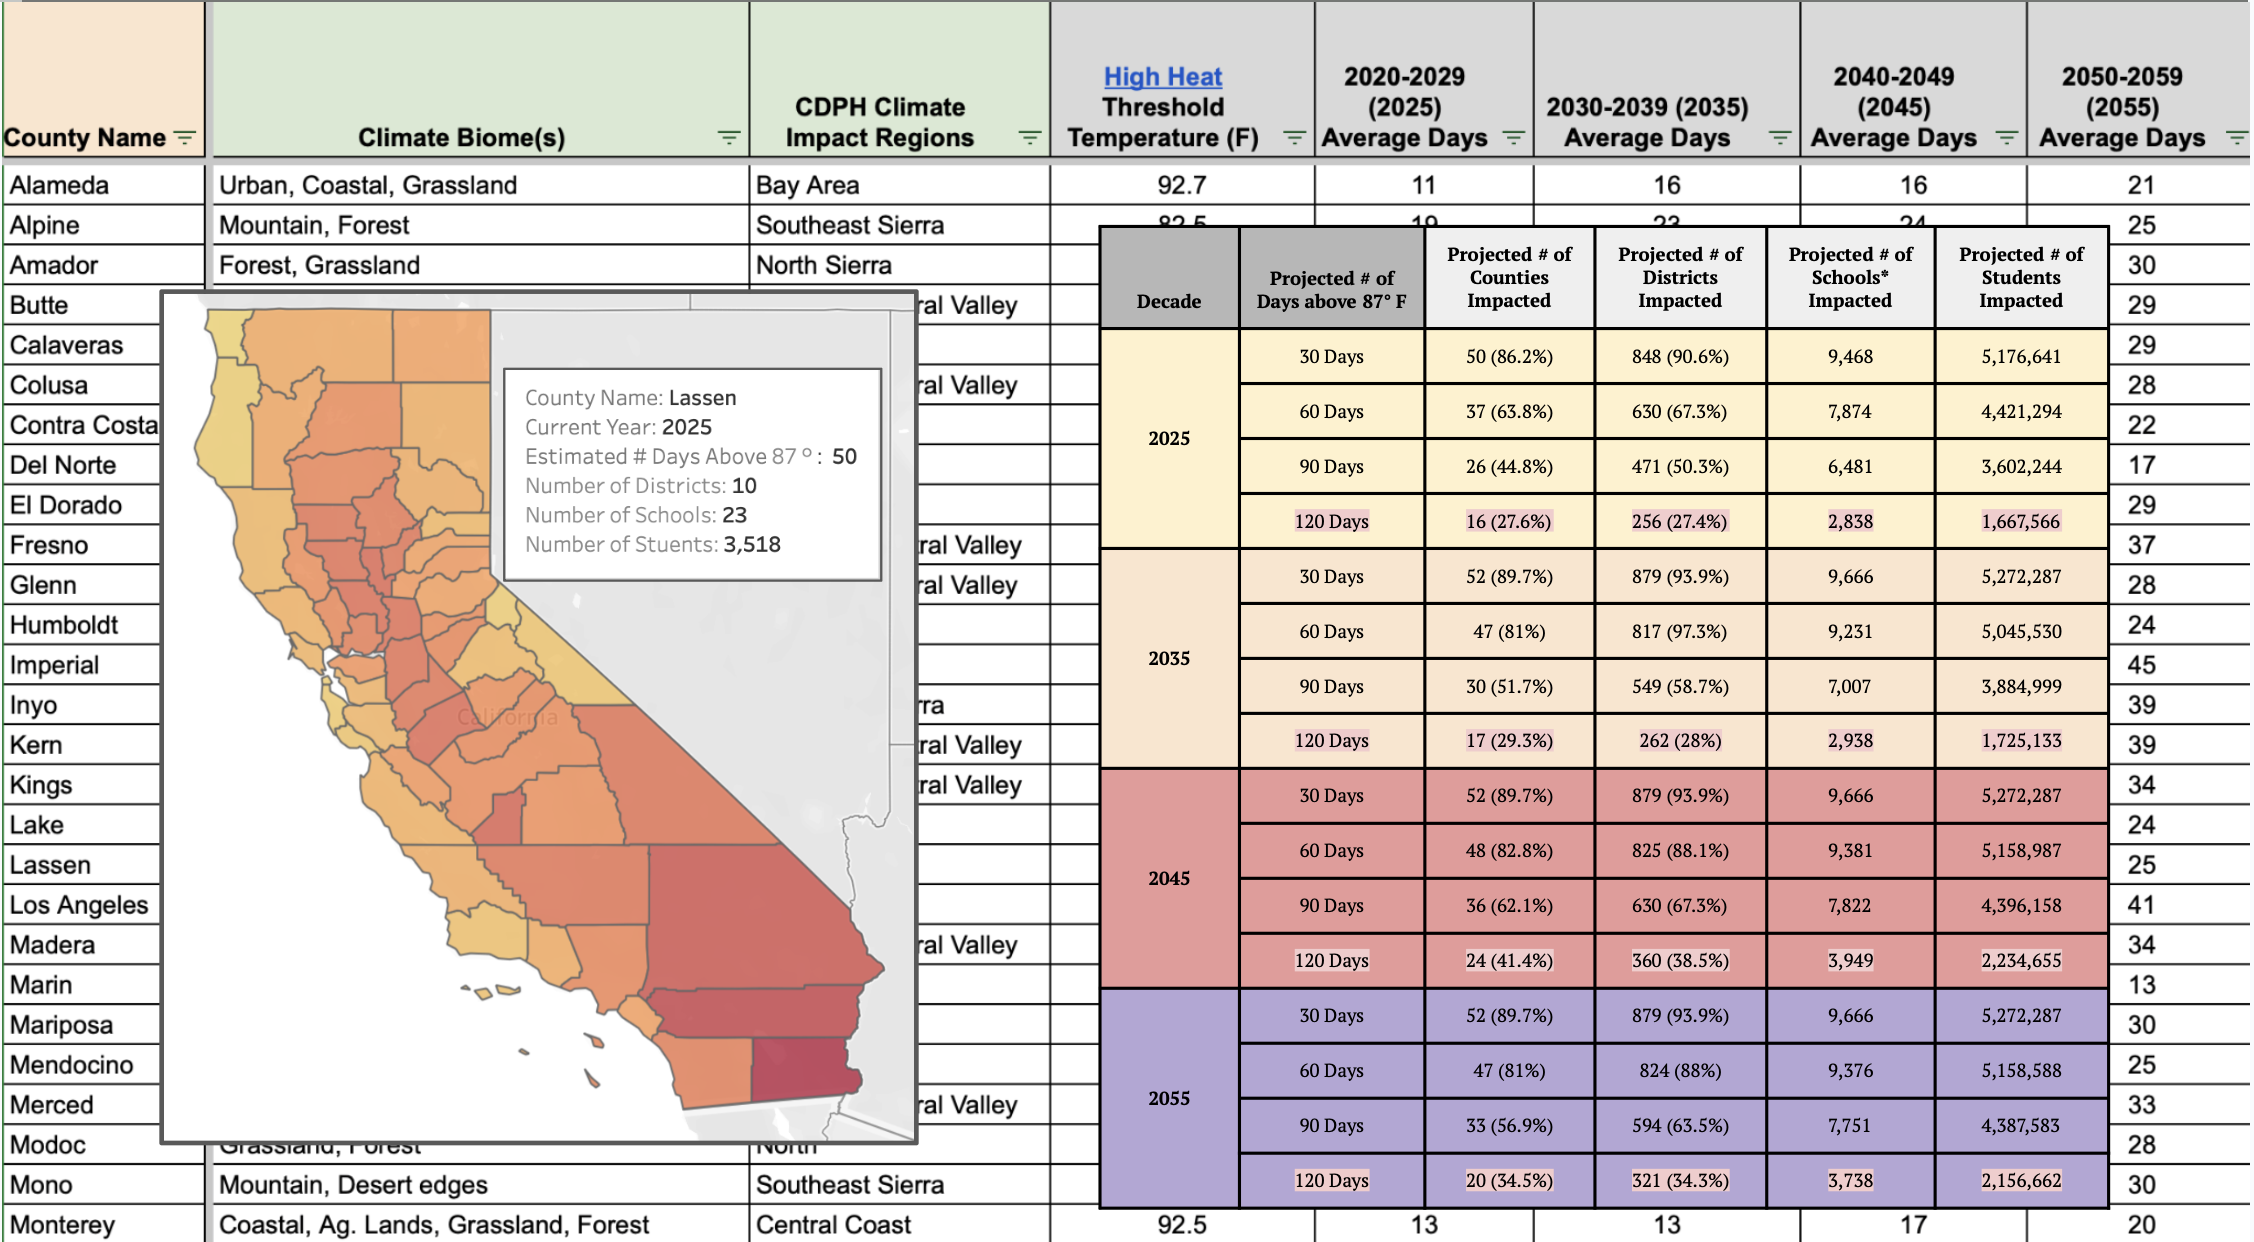 County Name
Climate Biome(s)
CDPH Climate Impact Regions
High Heat Threshold Temperature (F)
2020-2029 (2025) Average Days
2030-2039 (2035) Average Days
2040-2049 (2045) Average Days
2050-2059 (2055) Average Days
Alameda Urban, Coastal, Grassland Bay Area 92.7 11 16 16 21
Alpine Mountain, Forest Southeast Sierra 82.5 19 23 24 25
Amador Forest, Grassland North Sierra 30
Butte ral Valley 29
Calaveras 29
Colusa ral Valley 28
Contra Costa 22
Del Norte 17
El Dorado 29
Fresno ral Valley 37
Glenn ral Valley 28
Humboldt 24
Imperial 45
Inyo rra 39
Kern ral Valley 39
Kings ral Valley 34
Lake 24
Lassen 25
Los Angeles 41
Madera ral Valley 34
Marin 13
Mariposa 30
Mendocino 25
Merced ral Valley 33
Modoc Grassland, Forest North 28
Mono Mountain, Desert edges Southeast Sierra 30
Monterey Coastal, Ag. Lands, Grassland, Forest Central Coast 92.5 13 13 17 20
County Name: Lassen
Current Year: 2025
Estimated # Days Above 87 °: 50
Number of Districts: 10
Number of Schools: 23
Number of Stuents: 3,518
California
Decade
Projected # of Days above 87° F
Projected # of Counties Impacted
Projected # of Districts Impacted
Projected # of Schools* Impacted
Projected # of Students Impacted
2025
30 Days 50 (86.2%) 848 (90.6%) 9,468 5,176,641
60 Days 37 (63.8%) 630 (67.3%) 7,874 4,421,294
90 Days 26 (44.8%) 471 (50.3%) 6,481 3,602,244
120 Days 16 (27.6%) 256 (27.4%) 2,838 1,667,566
2035
30 Days 52 (89.7%) 879 (93.9%) 9,666 5,272,287
60 Days 47 (81%) 817 (97.3%) 9,231 5,045,530
90 Days 30 (51.7%) 549 (58.7%) 7,007 3,884,999
120 Days 17 (29.3%) 262 (28%) 2,938 1,725,133
2045
30 Days 52 (89.7%) 879 (93.9%) 9,666 5,272,287
60 Days 48 (82.8%) 825 (88.1%) 9,381 5,158,987
90 Days 36 (62.1%) 630 (67.3%) 7,822 4,396,158
120 Days 24 (41.4%) 360 (38.5%) 3,949 2,234,655
2055
30 Days 52 (89.7%) 879 (93.9%) 9,666 5,272,287
60 Days 47 (81%) 824 (88%) 9,376 5,158,588
90 Days 33 (56.9%) 594 (63.5%) 7,751 4,387,583
120 Days 20 (34.5%) 321 (34.3%) 3,738 2,156,662